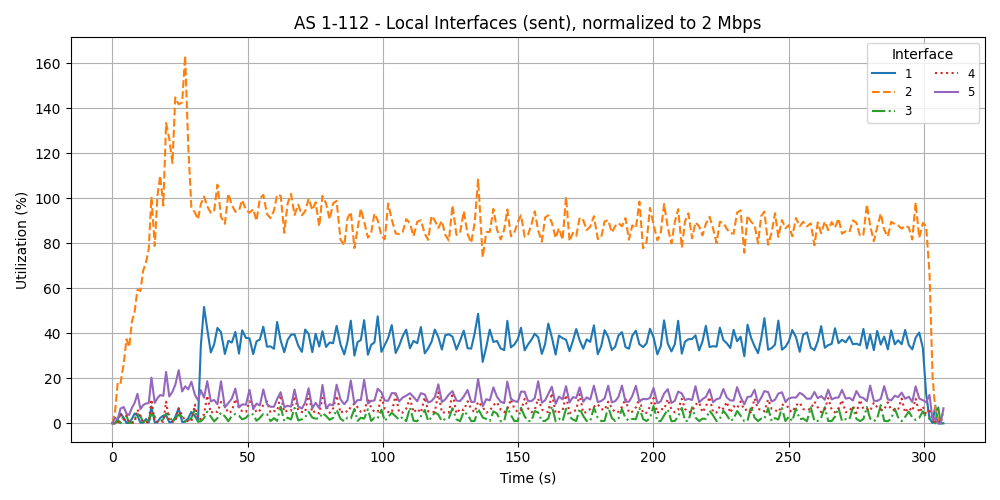 AS 1-112 - Local Interfaces (sent), normalized to 2 Mbps
Interface
1
2
3
4
5
Utilization (%)
160
140
120
100
80
60
40
20
0
0 50 100 150 200 250 300
Time (s)